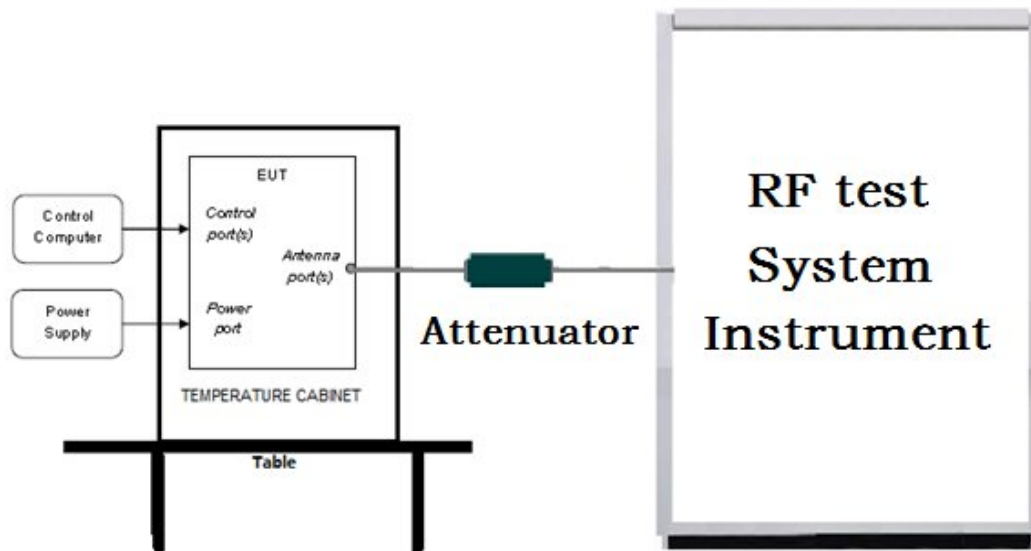 Control
Computer
Power
Supply
EUT
Control
port(s)
Antenna
port(s)
Power
port
TEMPERATURE CABINET
Table
Attenuator
RF test
System
Instrument